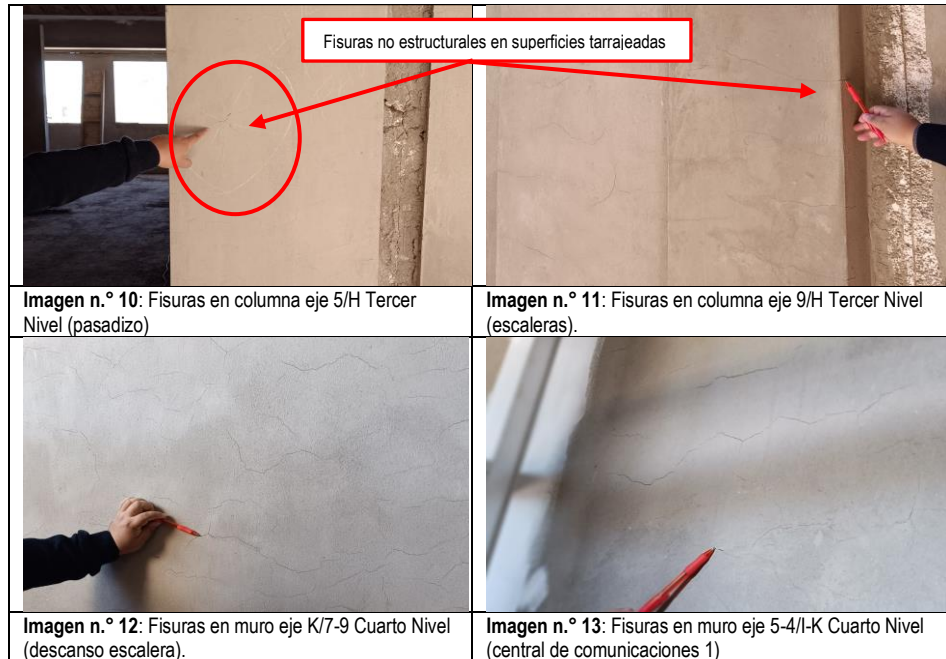 Fisuras no estructurales en superficies tarrajeadas
Imagen n.° 10: Fisuras en columna eje 5/H Tercer
Nivel (pasadizo)
Imagen n.° 11: Fisuras en columna eje 9/H Tercer Nivel
(escaleras).
Imagen n.° 12: Fisuras en muro eje K/7-9 Cuarto Nivel
(descanso escalera).
Imagen n.° 13: Fisuras en muro eje 5-4/I-K Cuarto Nivel
(central de comunicaciones 1)